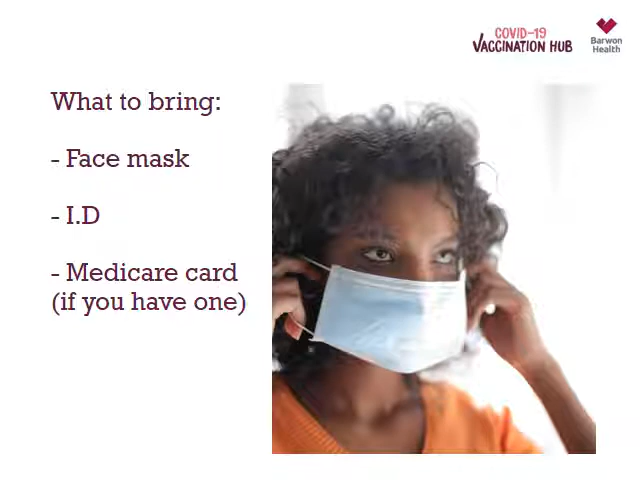 COVID-19
VACCINATION HUB
Barwon
Health
What to bring:
- Face mask
- I.D
- Medicare card
(if you have one)